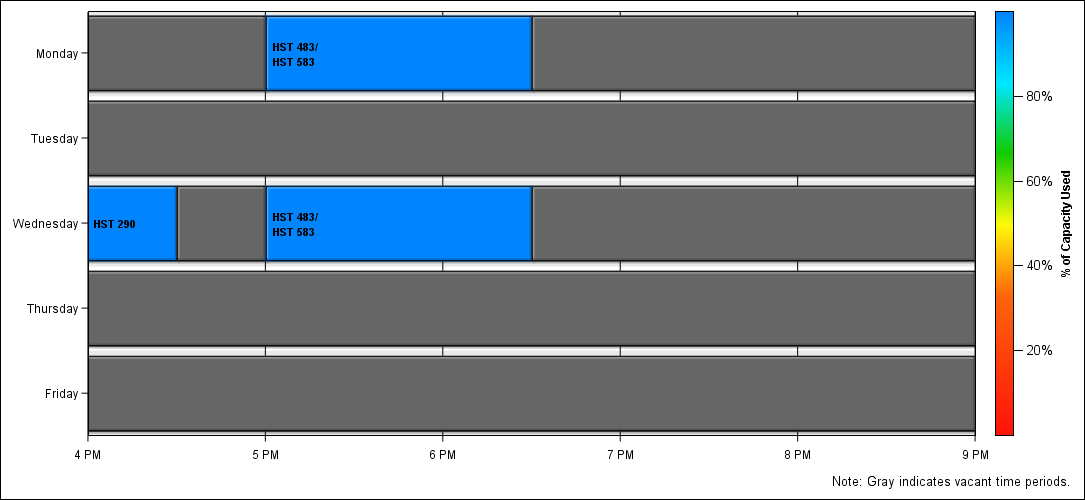 Monday
HST 483/
HST 583
Tuesday
Wednesday
HST 290
HST 483/
HST 583
Thursday
Friday
4 PM 5 PM 6 PM 7 PM 8 PM 9 PM
80%
60%
40%
20%
% of Capacity Used
Note: Gray indicates vacant time periods.